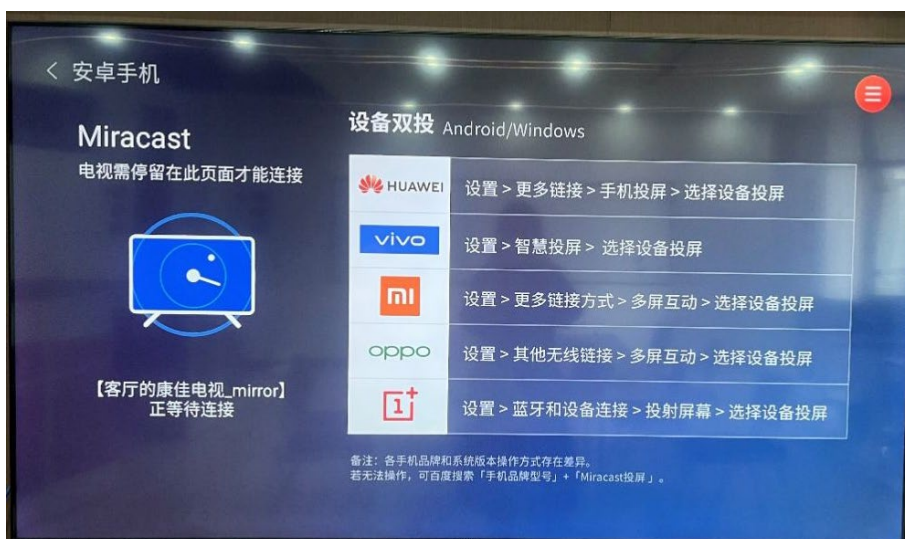 < 安卓手机
Miracast
电视需停留在此页面才能连接
【客厅的康佳电视_mirror】
正等待连接
设备双投 Android/Windows
HUAWEI 设置 > 更多链接 > 手机投屏 > 选择设备投屏
vivo 设置 > 智慧投屏 > 选择设备投屏
mi 设置 > 更多链接方式 > 多屏互动 > 选择设备投屏
oppo 设置 > 其他无线链接 > 多屏互动 > 选择设备投屏
1+ 设置 > 蓝牙和设备连接 > 投射屏幕 > 选择设备投屏
备注：各手机品牌和系统版本操作方式存在差异。
若无法操作，可百度搜索「手机品牌型号」+「Miracast投屏」。